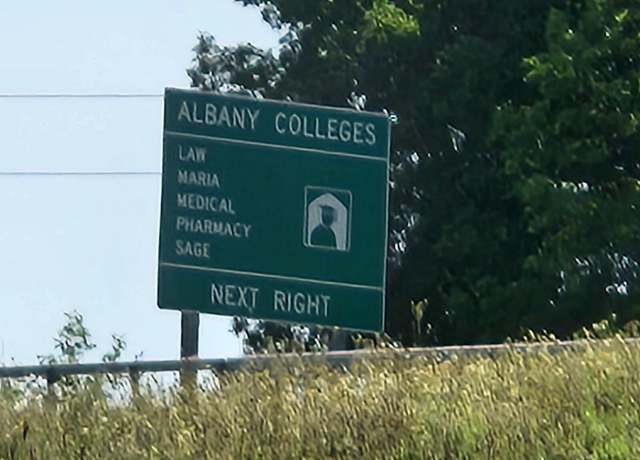 ALBANY COLLEGES
LAW
MARIA
MEDICAL
PHARMACY
SAGE
NEXT RIGHT